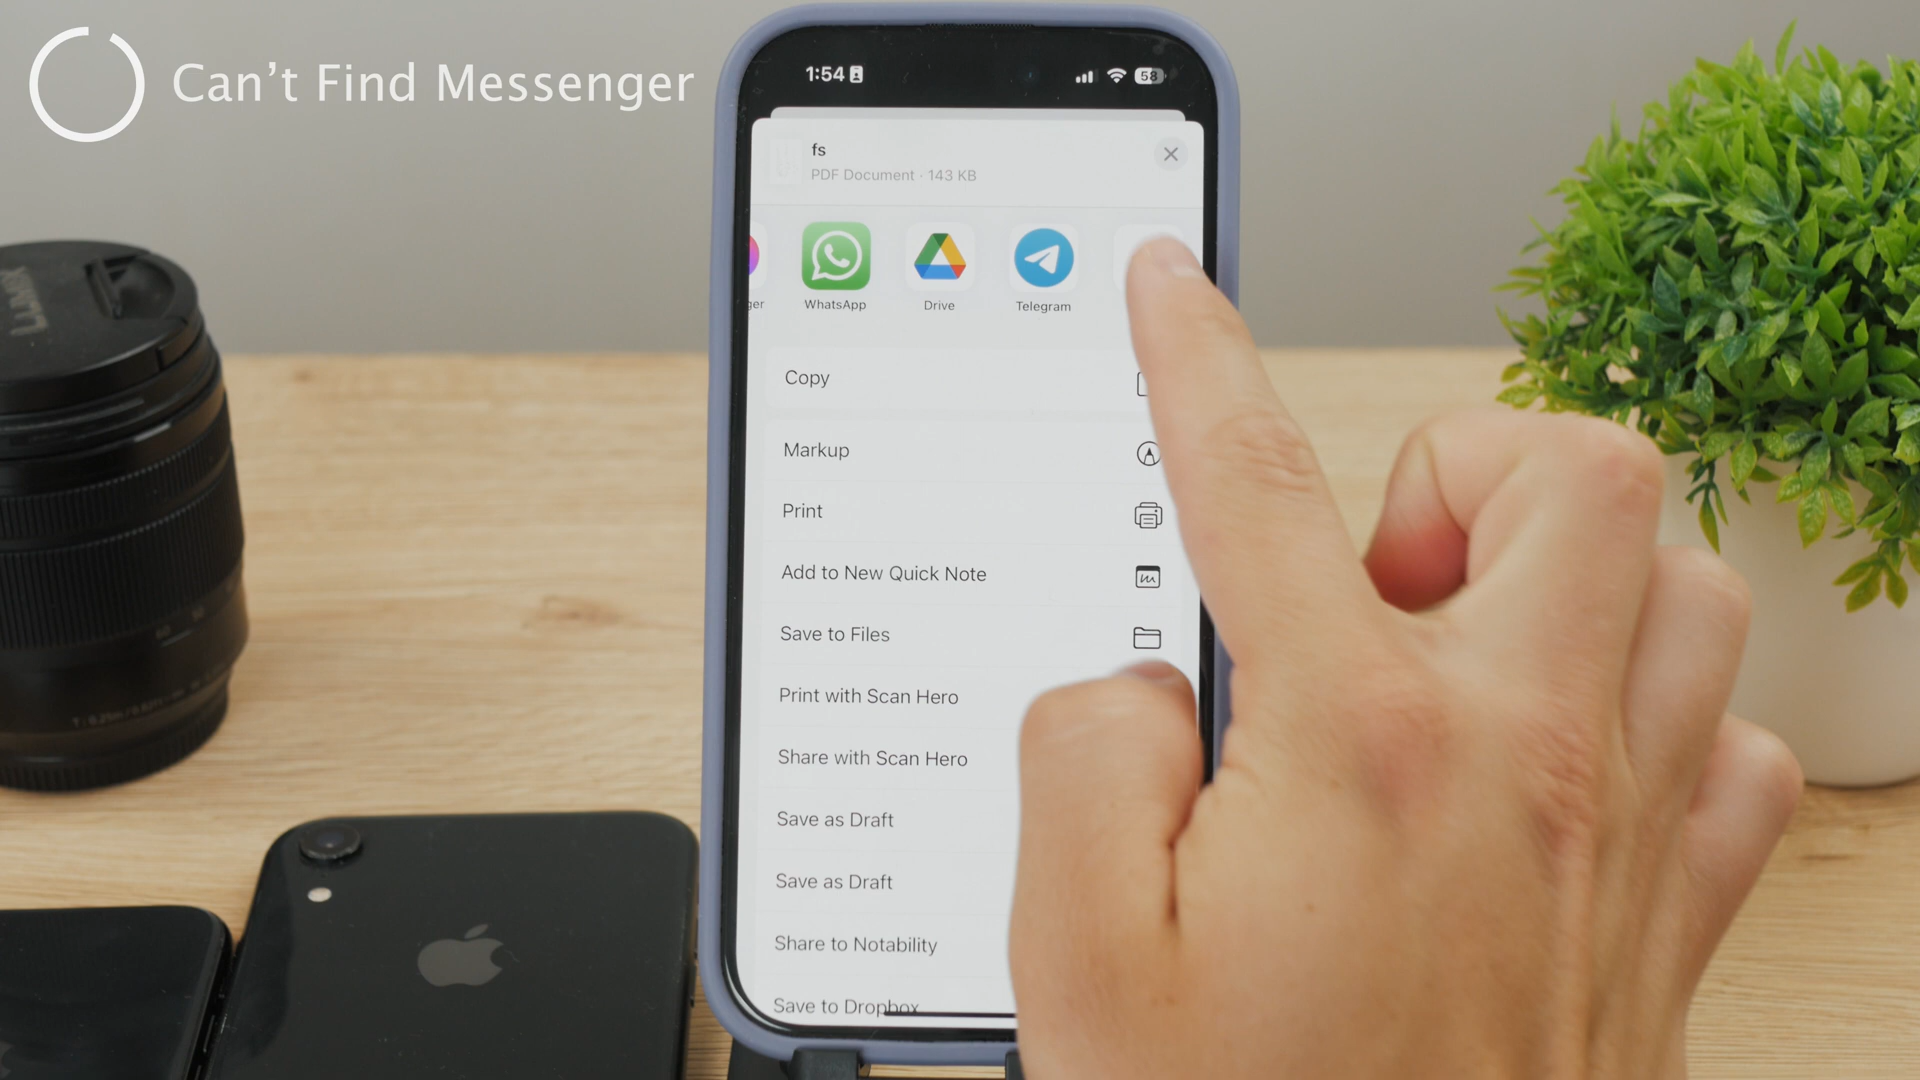 Can’t Find Messenger
1:54
58
fs
PDF Document · 143 KB
ger
WhatsApp
Drive
Telegram
Copy
Markup
Print
Add to New Quick Note
Save to Files
Print with Scan Hero
Share with Scan Hero
Save as Draft
Save as Draft
Share to Notability
Save to Dropbox
LUMIX